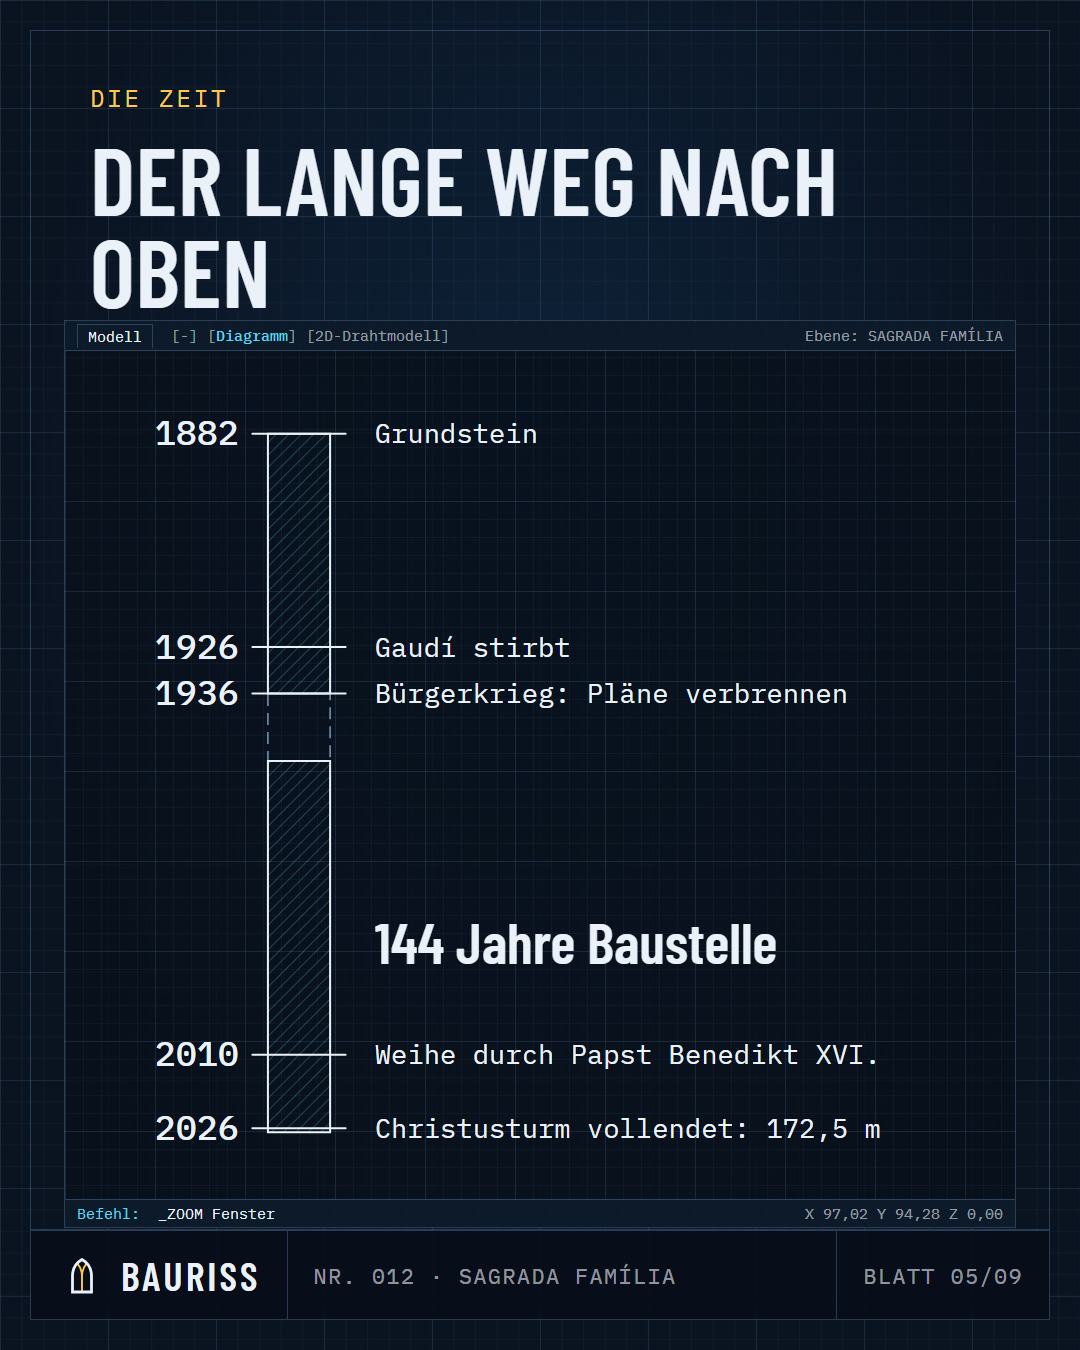 DIE ZEIT
DER LANGE WEG NACH
OBEN
Modell [-] [Diagramm] [2D-Drahtmodell] Ebene: SAGRADA FAMÍLIA
1882 Grundstein
1926 Gaudí stirbt
1936 Bürgerkrieg: Pläne verbrennen
144 Jahre Baustelle
2010 Weihe durch Papst Benedikt XVI.
2026 Christusturm vollendet: 172,5 m
Befehl: _ZOOM Fenster X 97,02 Y 94,28 Z 0,00
BAURISS NR. 012 · SAGRADA FAMÍLIA BLATT 05/09